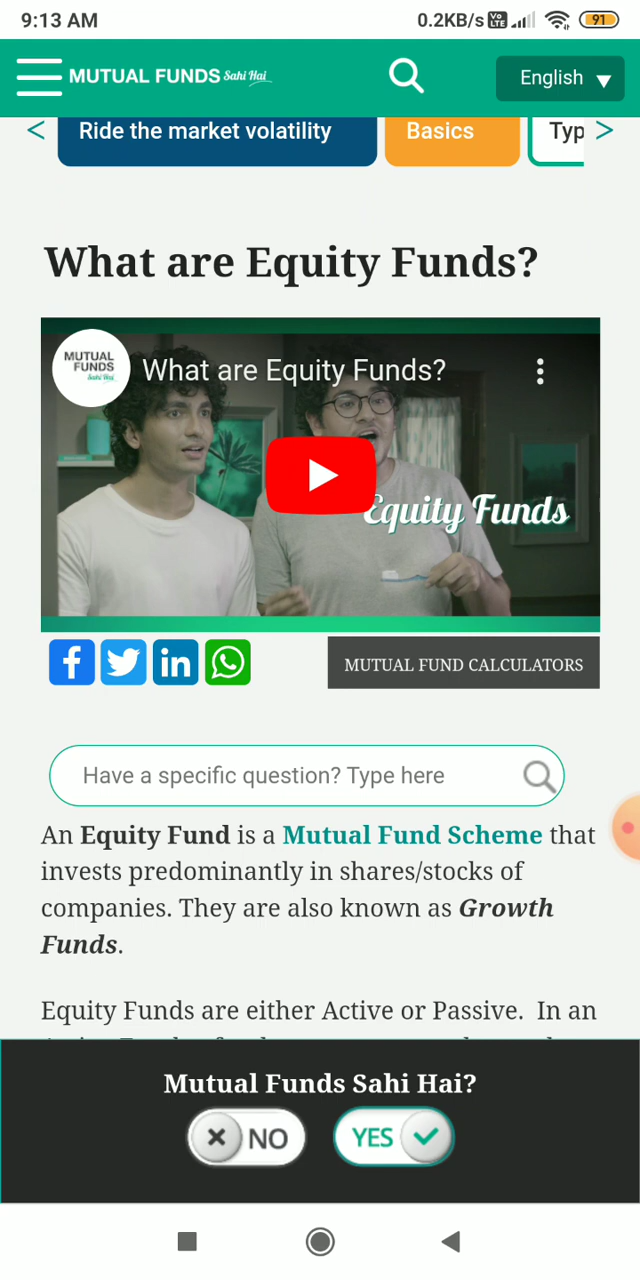 9:13 AM
0.2KB/s Vo LTE 91
MUTUAL FUNDS Sahi Hai
English
Ride the market volatility
Basics
Typ
What are Equity Funds?
MUTUAL FUNDS Sahi Hai
What are Equity Funds?
Equity Funds
MUTUAL FUND CALCULATORS
Have a specific question? Type here
An Equity Fund is a Mutual Fund Scheme that
invests predominantly in shares/stocks of
companies. They are also known as Growth
Funds.
Equity Funds are either Active or Passive. In an
Mutual Funds Sahi Hai?
NO
YES